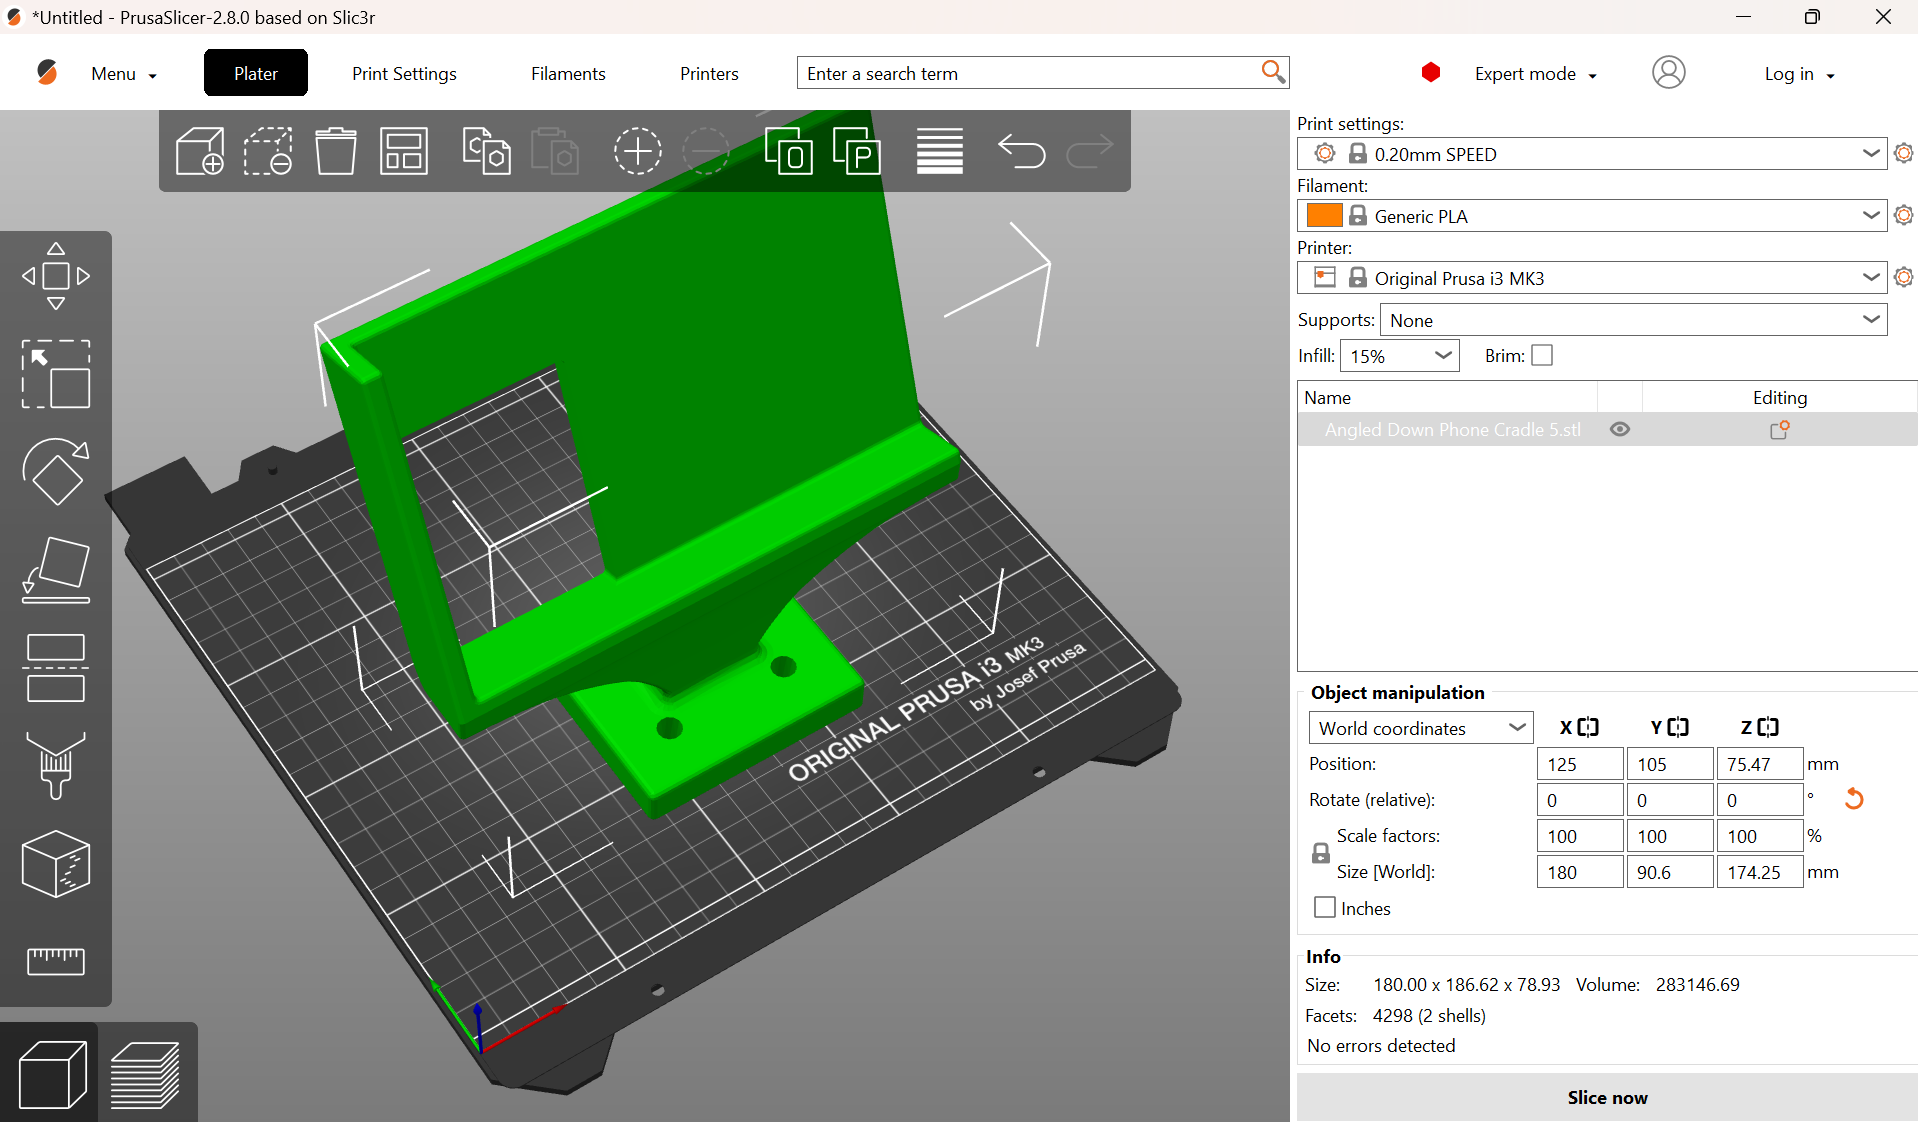 *Untitled - PrusaSlicer-2.8.0 based on Slic3r
Menu
Plater
Print Settings
Filaments
Printers
Enter a search term
Expert mode
Log in
O
P
Print settings:
0.20mm SPEED
Filament:
Generic PLA
Printer:
Original Prusa i3 MK3
Supports: None
Infill: 15% Brim:
Name Editing
Angled Down Phone Cradle 5.stl
ORIGINAL PRUSA i3 MK3
by Josef Prusa
Object manipulation
World coordinates X Y Z
Position: 125 105 75.47 mm
Rotate (relative): 0 0 0 °
Scale factors: 100 100 100 %
Size [World]: 180 90.6 174.25 mm
Inches
Info
Size: 180.00 x 186.62 x 78.93 Volume: 283146.69
Facets: 4298 (2 shells)
No errors detected
Slice now